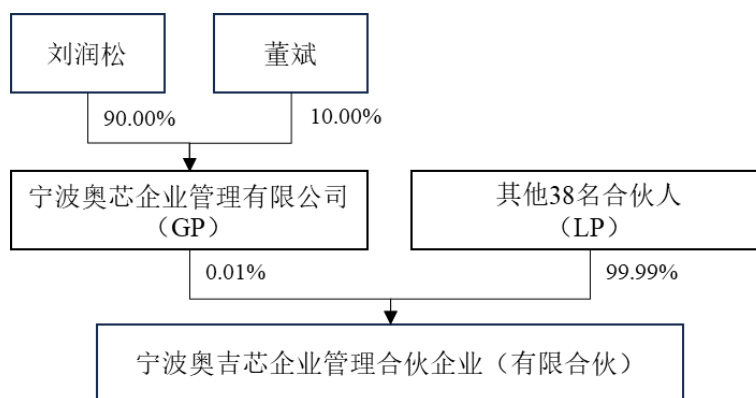 刘润松
董斌
90.00%
10.00%
宁波奥芯企业管理有限公司
（GP）
其他38名合伙人
（LP）
0.01%
99.99%
宁波奥吉芯企业管理合伙企业（有限合伙）